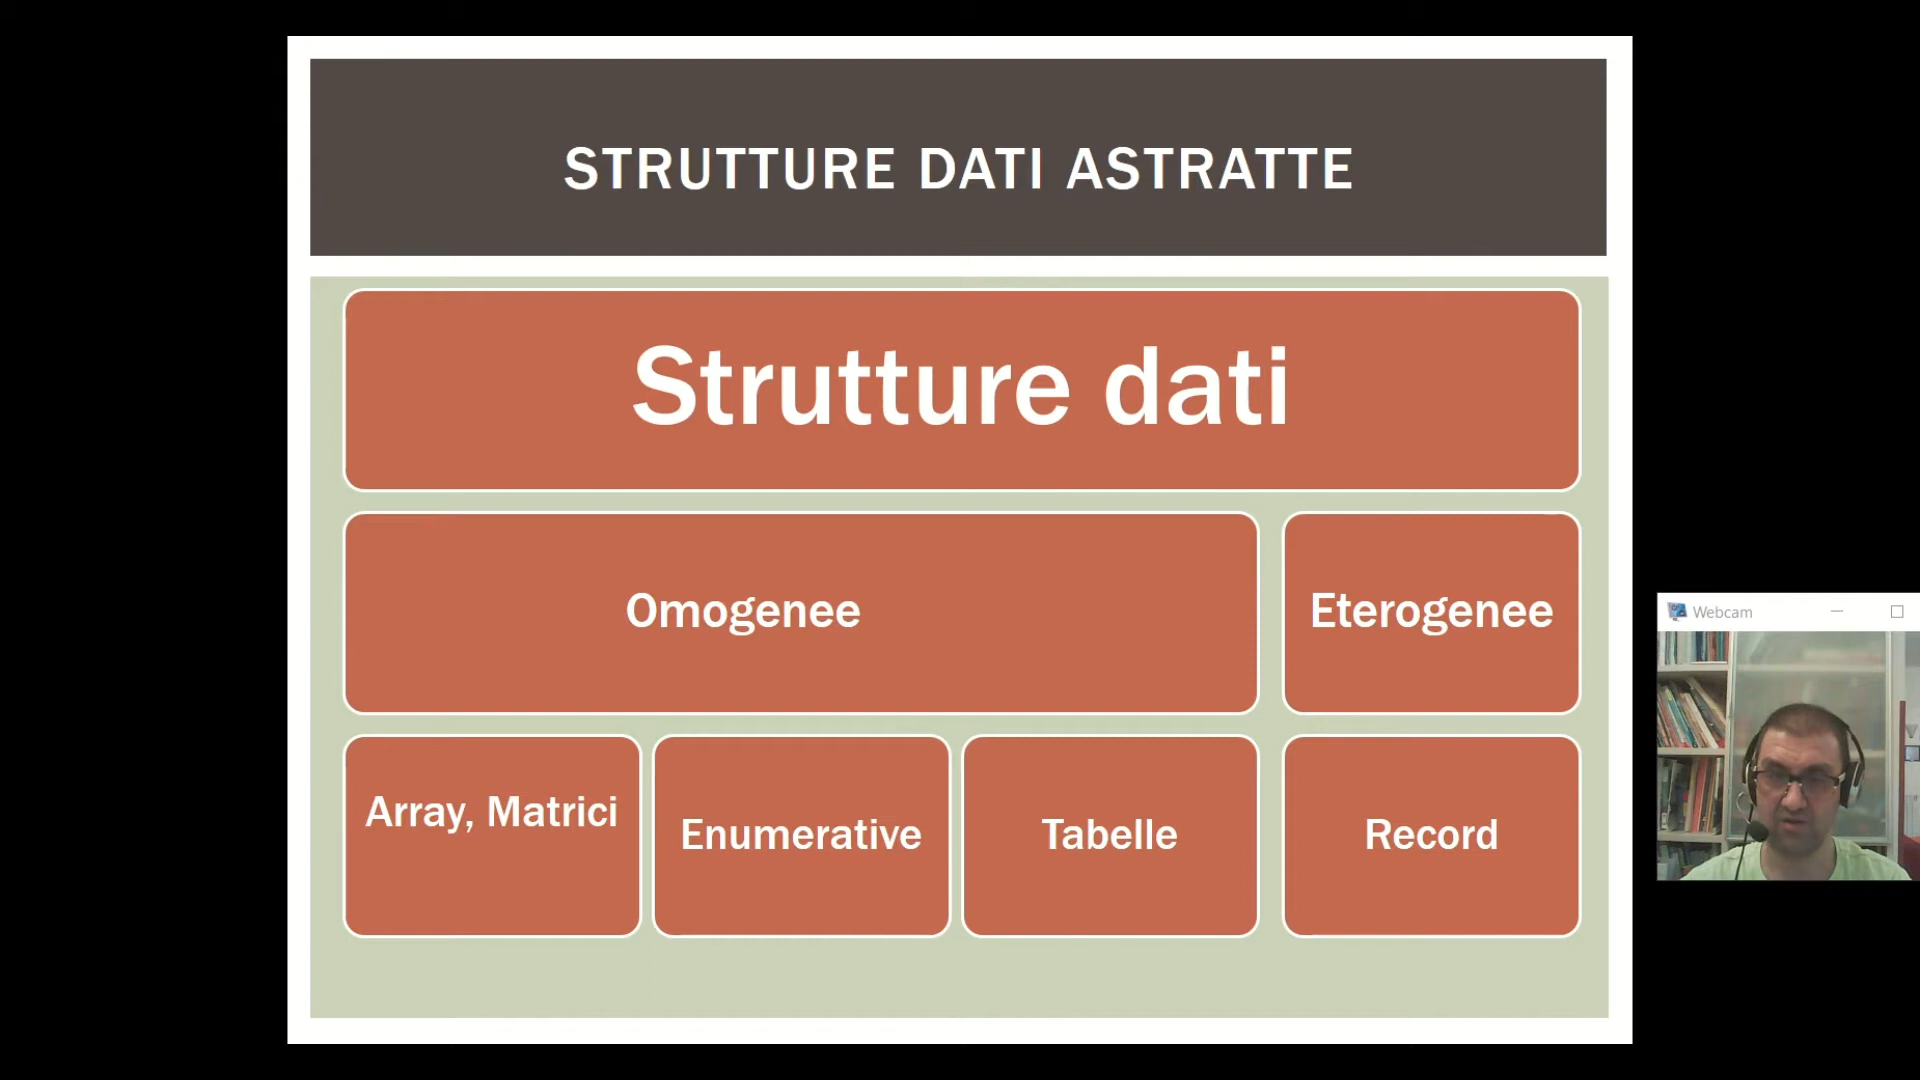 STRUTTURE DATI ASTRATTE
Strutture dati
Omogenee
Eterogenee
Array, Matrici
Enumerative
Tabelle
Record
Webcam